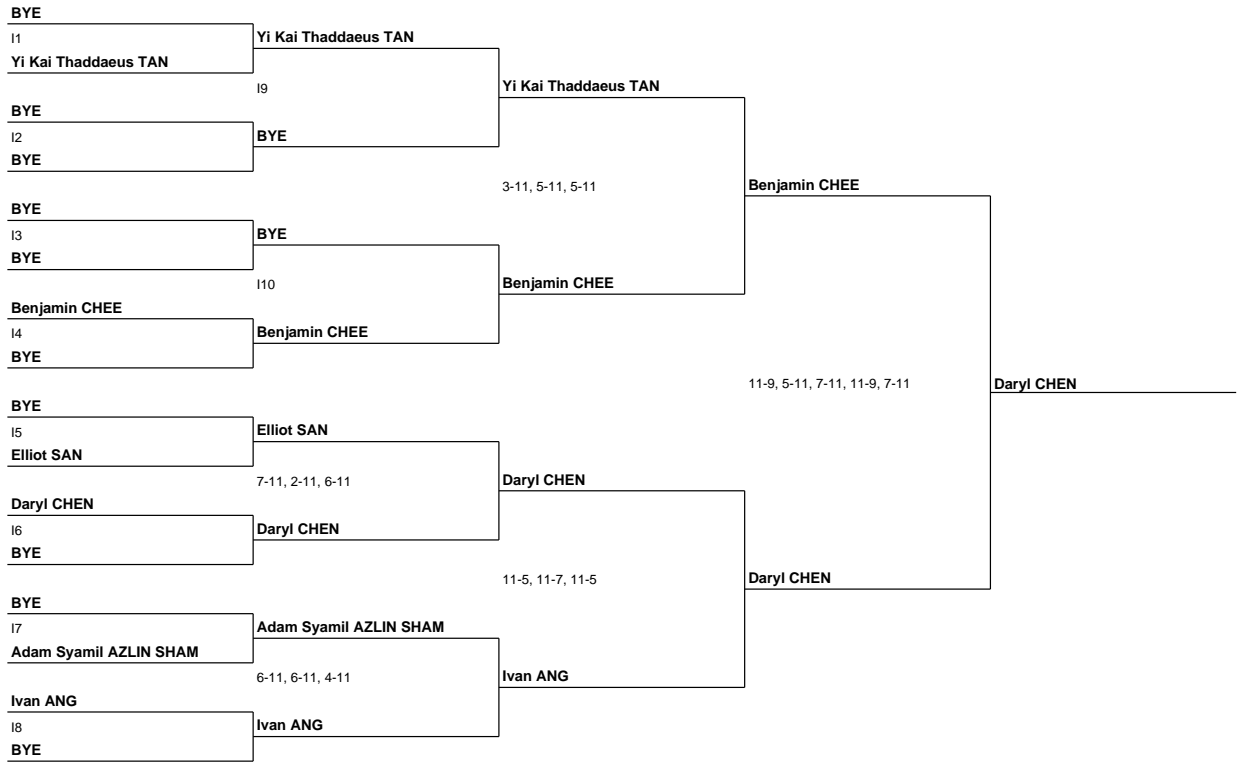 BYE
I1
Yi Kai Thaddaeus TAN
BYE
I2
BYE
BYE
I3
BYE
Benjamin CHEE
I4
BYE
BYE
I5
Elliot SAN
Daryl CHEN
I6
BYE
BYE
I7
Adam Syamil AZLIN SHAM
Ivan ANG
I8
BYE
Yi Kai Thaddaeus TAN
I9
BYE
BYE
I10
Benjamin CHEE
Elliot SAN
7-11, 2-11, 6-11
Daryl CHEN
Adam Syamil AZLIN SHAM
6-11, 6-11, 4-11
Ivan ANG
Yi Kai Thaddaeus TAN
3-11, 5-11, 5-11
Benjamin CHEE
Daryl CHEN
11-5, 11-7, 11-5
Ivan ANG
Benjamin CHEE
11-9, 5-11, 7-11, 11-9, 7-11
Daryl CHEN
Daryl CHEN